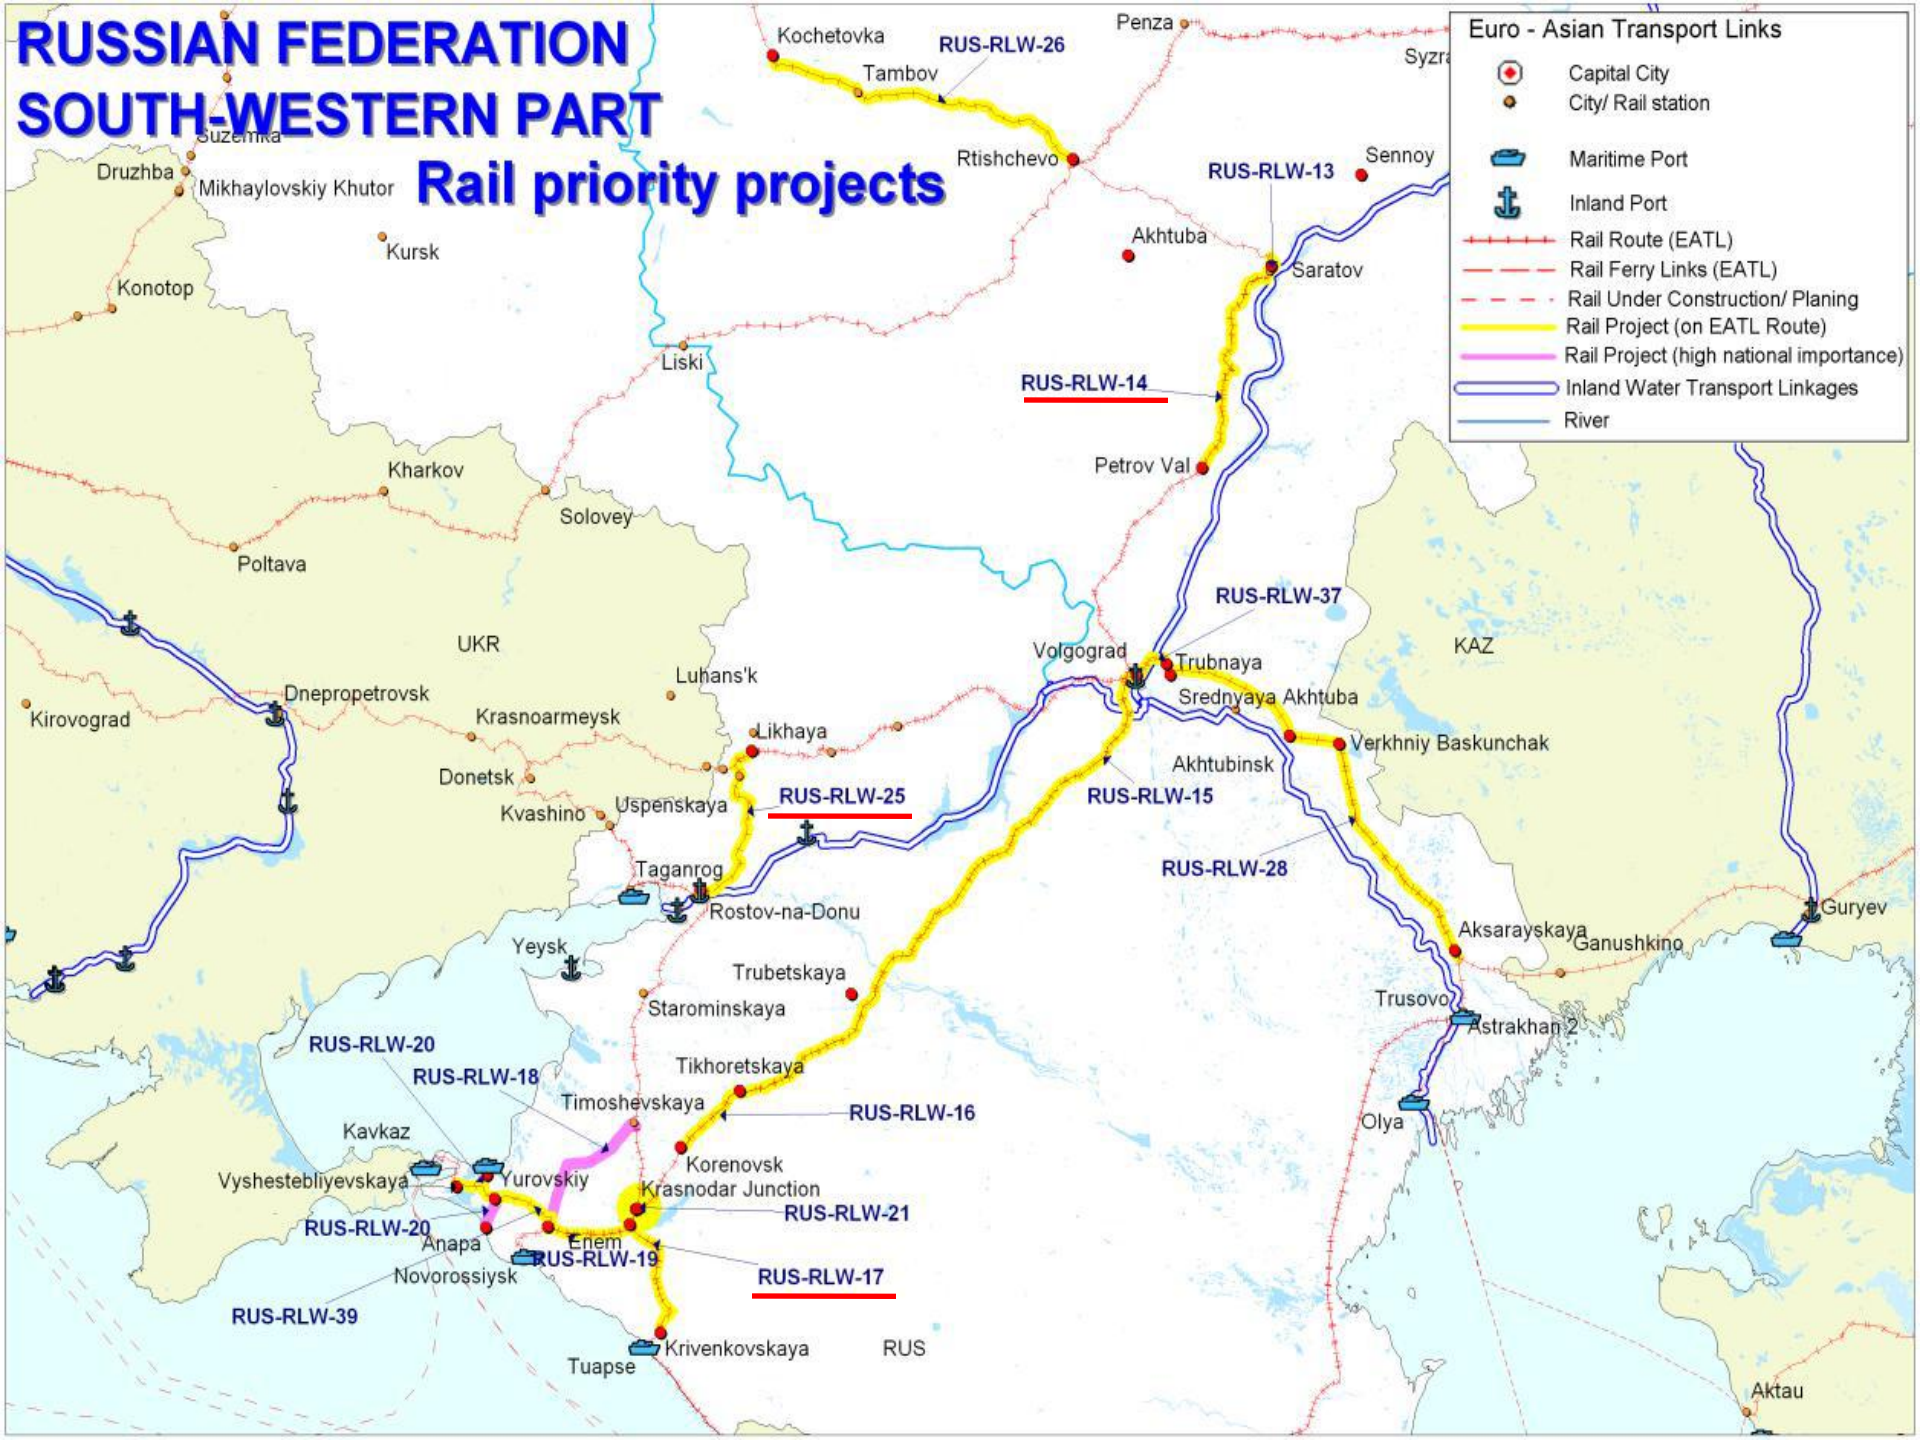 RUSSIAN FEDERATION
SOUTH-WESTERN PART
Rail priority projects
Euro - Asian Transport Links
Capital City
City/ Rail station
Maritime Port
Inland Port
Rail Route (EATL)
Rail Ferry Links (EATL)
Rail Under Construction/ Planing
Rail Project (on EATL Route)
Rail Project (high national importance)
Inland Water Transport Linkages
River
Kochetovka
RUS-RLW-26
Penza
Syzra
Tambov
Suzemka
Druzhba
Mikhaylovskiy Khutor
Rtishchevo
RUS-RLW-13
Sennoy
Kursk
Akhtuba
Saratov
Konotop
Liski
RUS-RLW-14
Petrov Val
Kharkov
Solovey
Poltava
RUS-RLW-37
UKR
KAZ
Volgograd
Trubnaya
Luhans'k
Srednyaya Akhtuba
Dnepropetrovsk
Kirovograd
Krasnoarmeysk
Likhaya
Verkhniy Baskunchak
Akhtubinsk
Donetsk
RUS-RLW-25
RUS-RLW-15
Uspenskaya
Kvashino
Taganrog
RUS-RLW-28
Rostov-na-Donu
Guryev
Aksarayskaya
Ganushkino
Yeysk
Trubetskaya
Starominskaya
Trusovo
Astrakhan 2
RUS-RLW-20
RUS-RLW-18
Tikhoretskaya
Timoshevskaya
RUS-RLW-16
Olya
Kavkaz
Korenovsk
Vyshestebliyevskaya
Yurovskiy
Krasnodar Junction
RUS-RLW-21
RUS-RLW-20
Anapa
Enem
RUS-RLW-19
Novorossiysk
RUS-RLW-17
RUS-RLW-39
Krivenkovskaya
RUS
Tuapse
Aktau